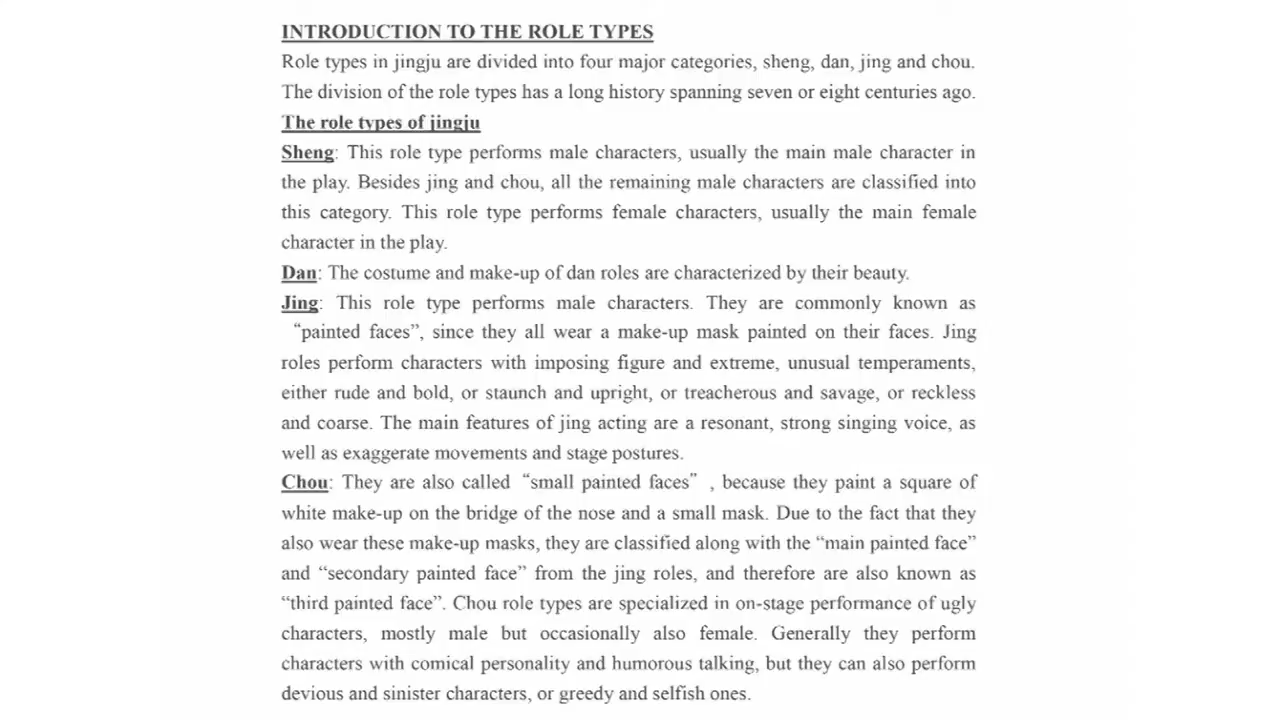 INTRODUCTION TO THE ROLE TYPES
Role types in jingju are divided into four major categories, sheng, dan, jing and chou.
The division of the role types has a long history spanning seven or eight centuries ago.
The role types of jingju
Sheng: This role type performs male characters, usually the main male character in
the play. Besides jing and chou, all the remaining male characters are classified into
this category. This role type performs female characters, usually the main female
character in the play.
Dan: The costume and make-up of dan roles are characterized by their beauty.
Jing: This role type performs male characters. They are commonly known as
“painted faces”, since they all wear a make-up mask painted on their faces. Jing
roles perform characters with imposing figure and extreme, unusual temperaments,
either rude and bold, or staunch and upright, or treacherous and savage, or reckless
and coarse. The main features of jing acting are a resonant, strong singing voice, as
well as exaggerate movements and stage postures.
Chou: They are also called “small painted faces” , because they paint a square of
white make-up on the bridge of the nose and a small mask. Due to the fact that they
also wear these make-up masks, they are classified along with the “main painted face”
and “secondary painted face” from the jing roles, and therefore are also known as
“third painted face”. Chou role types are specialized in on-stage performance of ugly
characters, mostly male but occasionally also female. Generally they perform
characters with comical personality and humorous talking, but they can also perform
devious and sinister characters, or greedy and selfish ones.